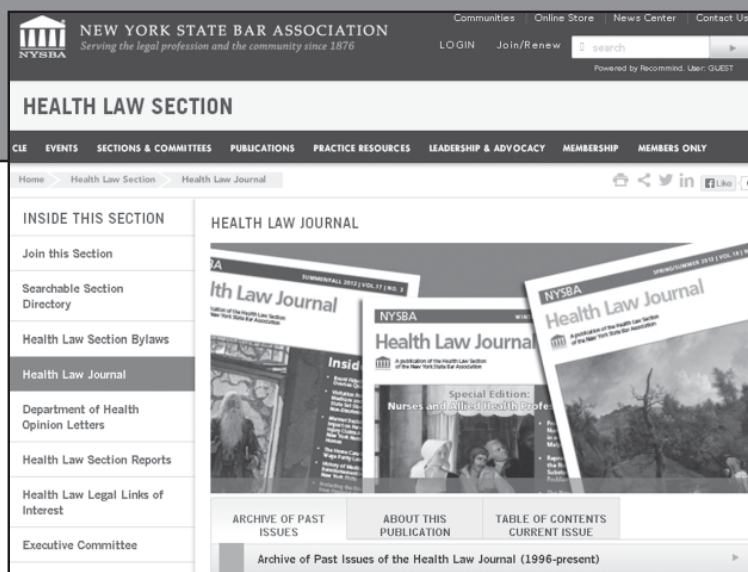 Communities | Online Store | News Center | Contact Us
NYSBA
NEW YORK STATE BAR ASSOCIATION
Serving the legal profession and the community since 1876
LOGIN Join/Renew search
Powered by Recommind. User: GUEST
HEALTH LAW SECTION
CLE EVENTS SECTIONS & COMMITTEES PUBLICATIONS PRACTICE RESOURCES LEADERSHIP & ADVOCACY MEMBERSHIP MEMBERS ONLY
Home Health Law Section Health Law Journal
Like
INSIDE THIS SECTION
Join this Section
Searchable Section
Directory
Health Law Section Bylaws
Health Law Journal
Department of Health
Opinion Letters
Health Law Section Reports
Health Law Legal Links of
Interest
Executive Committee
HEALTH LAW JOURNAL
SUMMER/FALL 2012 | VOL. 17 | NO. 3
lth Law Journal
Insid
NYSBA
Health Law Journal
A publication of the Health Law Section
of the New York State Bar Association
Special Edition:
Nurses and Allied Health Profe
SPRING/SUMMER 2013 | VOL. 18 |
NYSBA
Health Law Journal
A publication of the Health Law Section
of the New York State Bar Association
ARCHIVE OF PAST
ISSUES
ABOUT THIS
PUBLICATION
TABLE OF CONTENTS
CURRENT ISSUE
Archive of Past Issues of the Health Law Journal (1996-present)